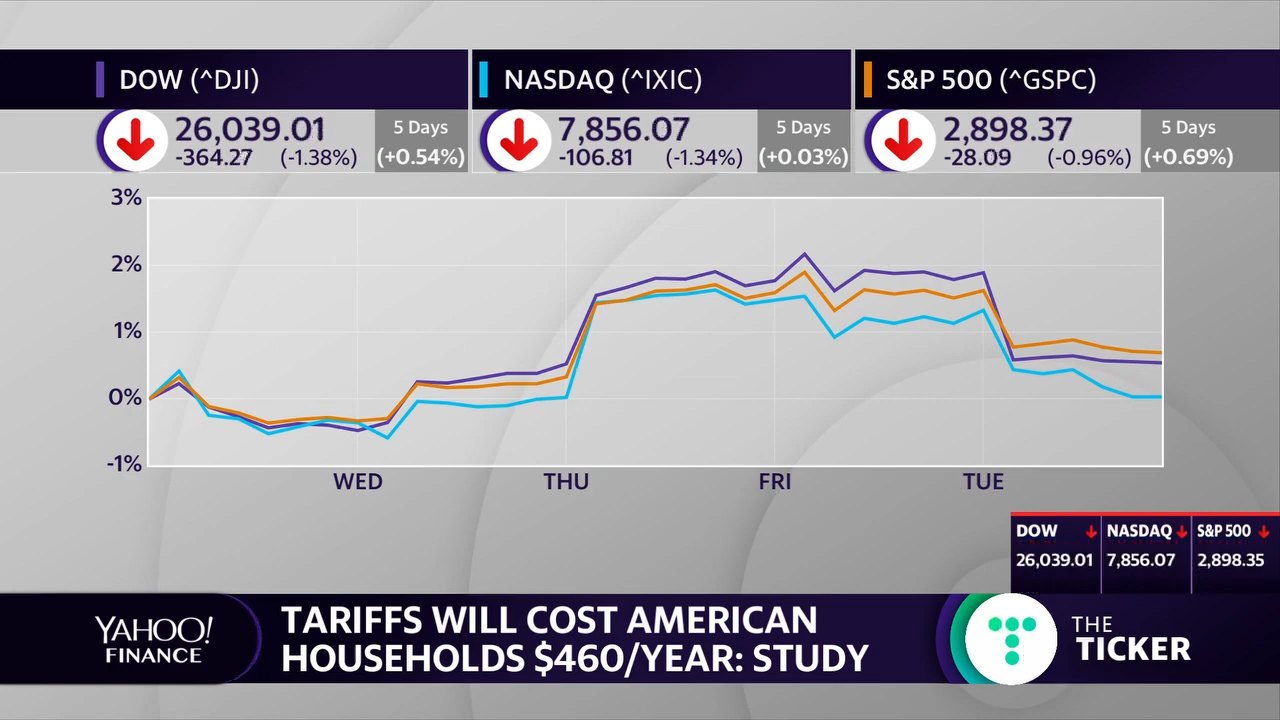 DOW (^DJI)
26,039.01
-364.27 (-1.38%)
5 Days
(+0.54%)
NASDAQ (^IXIC)
7,856.07
-106.81 (-1.34%)
5 Days
(+0.03%)
S&P 500 (^GSPC)
2,898.37
-28.09 (-0.96%)
5 Days
(+0.69%)
3%
2%
1%
0%
-1%
WED THU FRI TUE
DOW NASDAQ S&P 500
26,039.01 7,856.07 2,898.35
YAHOO!
FINANCE
TARIFFS WILL COST AMERICAN
HOUSEHOLDS $460/YEAR: STUDY
THE
TICKER